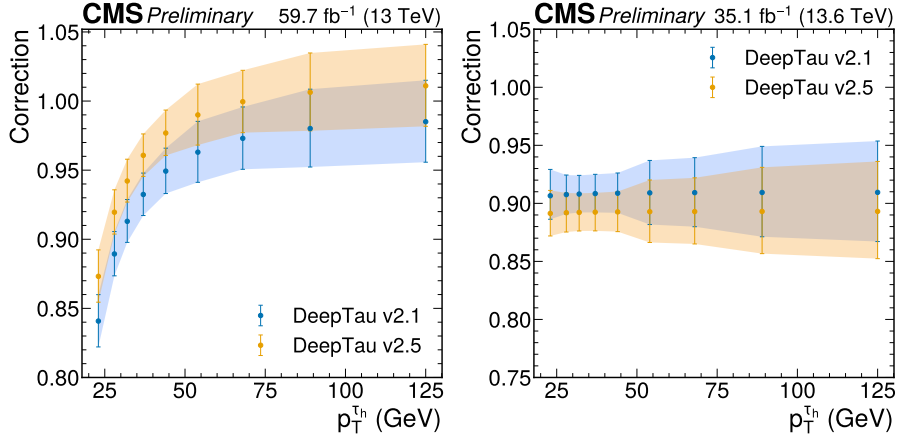 CMS Preliminary 59.7 fb⁻¹ (13 TeV)
Correction
1.05
1.00
0.95
0.90
0.85
0.80
DeepTau v2.1
DeepTau v2.5
25 50 75 100 125
p_T^{τ_h} (GeV)
CMS Preliminary 35.1 fb⁻¹ (13.6 TeV)
Correction
1.05
1.00
0.95
0.90
0.85
0.80
0.75
DeepTau v2.1
DeepTau v2.5
25 50 75 100 125
p_T^{τ_h} (GeV)